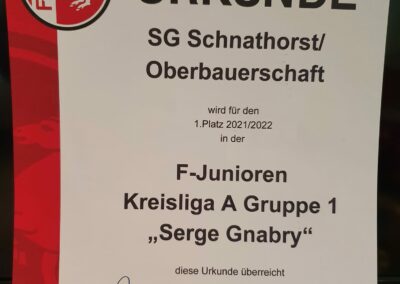 URKUNDE
SG Schnathorst/
Oberbauerschaft
wird für den
1.Platz 2021/2022
in der
F-Junioren
Kreisliga A Gruppe 1
„Serge Gnabry“
diese Urkunde überreicht